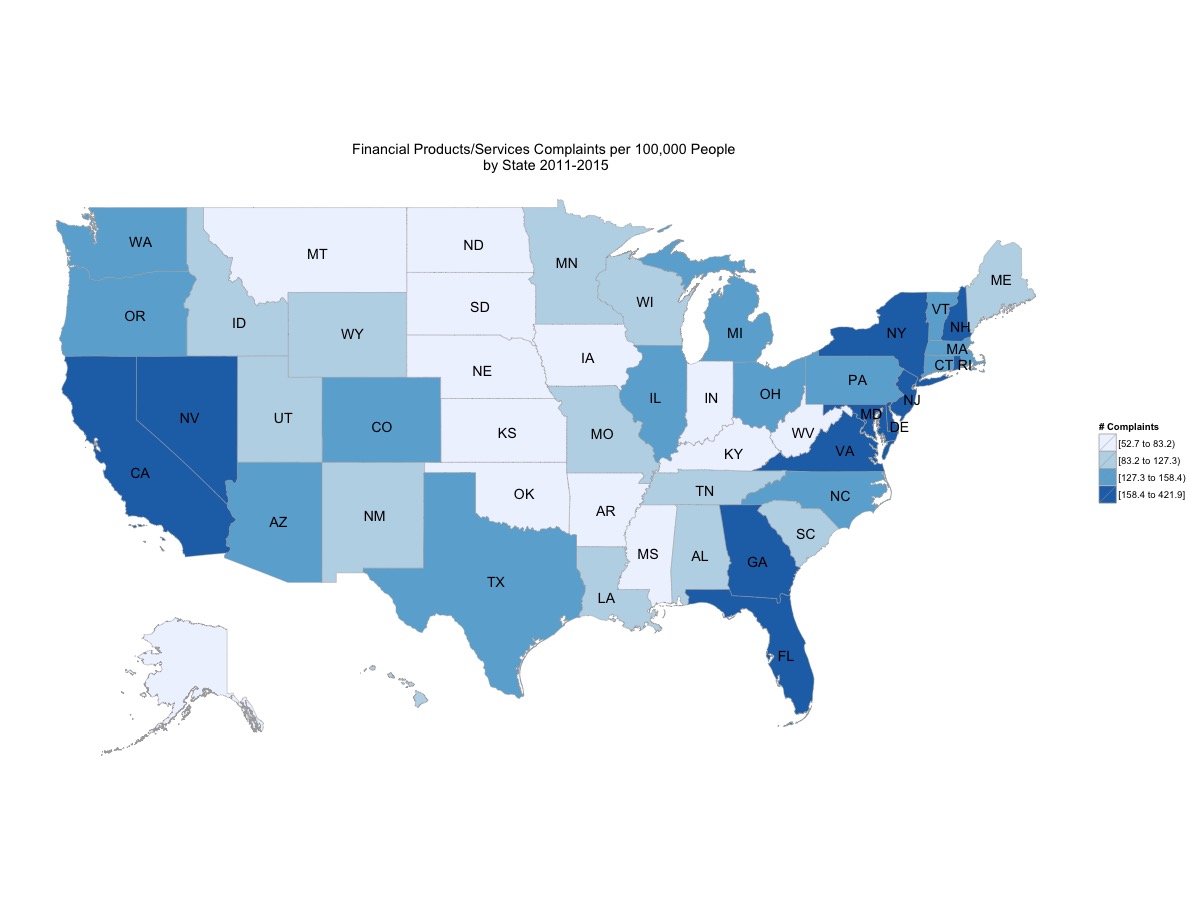 Financial Products/Services Complaints per 100,000 People
by State 2011-2015
WA
MT
ND
MN
ME
OR
ID
SD
WI
VT
NH
WY
MI
NY
MA
IA
CT
RI
NE
PA
NV
UT
CO
IL
IN
OH
NJ
MD
DE
KS
MO
WV
VA
KY
CA
AZ
NM
OK
AR
TN
NC
SC
MS
AL
GA
TX
LA
FL
# Complaints
[52.7 to 83.2)
[83.2 to 127.3)
[127.3 to 158.4)
[158.4 to 421.9]